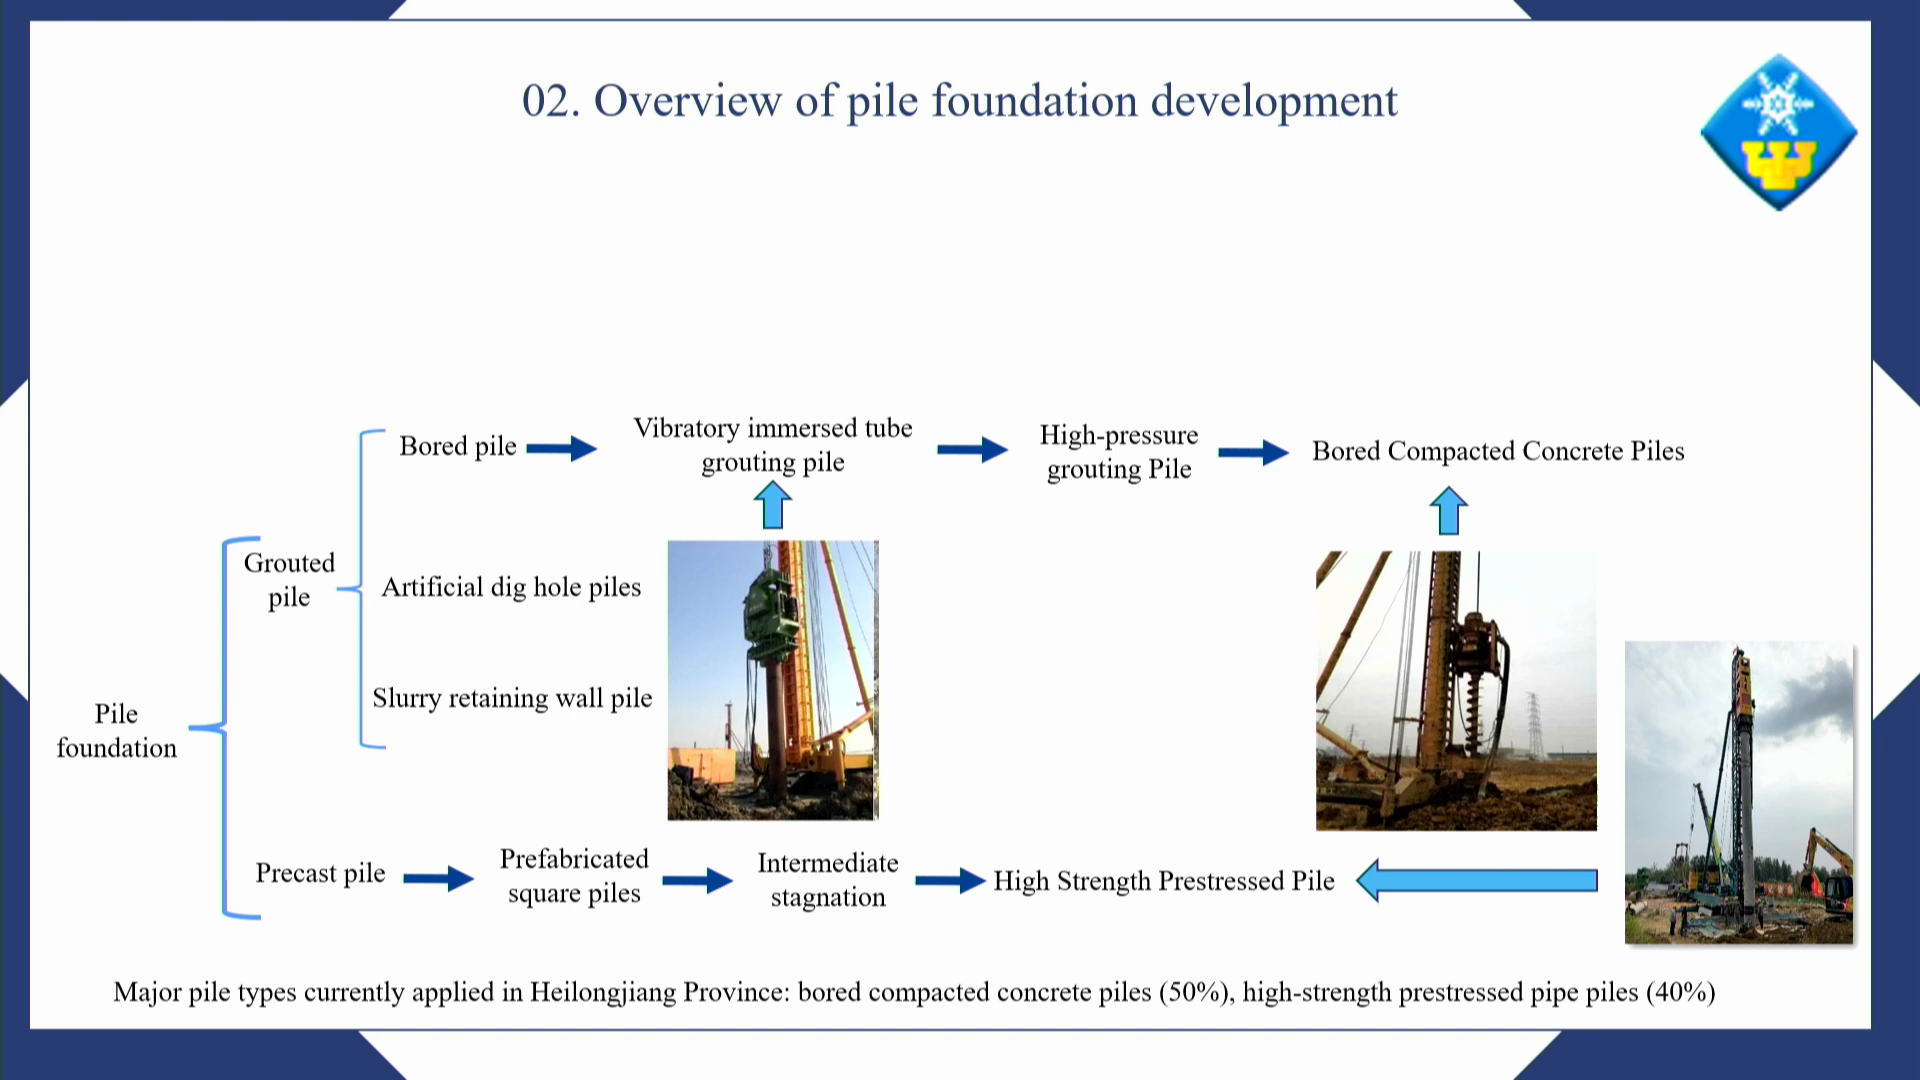 02. Overview of pile foundation development
Bored pile
Vibratory immersed tube
grouting pile
High-pressure
grouting Pile
Bored Compacted Concrete Piles
Grouted
pile
Artificial dig hole piles
Slurry retaining wall pile
Pile
foundation
Precast pile
Prefabricated
square piles
Intermediate
stagnation
High Strength Prestressed Pile
Major pile types currently applied in Heilongjiang Province: bored compacted concrete piles (50%), high-strength prestressed pipe piles (40%)